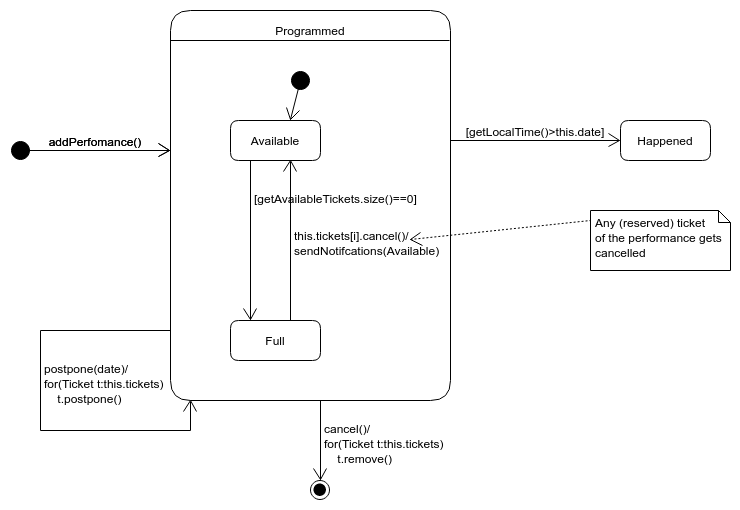 Programmed
addPerfomance()
Available
[getLocalTime()>this.date]
Happened
[getAvailableTickets.size()==0]
this.tickets[i].cancel()/
sendNotifcations(Available)
Any (reserved) ticket
of the performance gets
cancelled
Full
postpone(date)/
for(Ticket t:this.tickets)
t.postpone()
cancel()/
for(Ticket t:this.tickets)
t.remove()